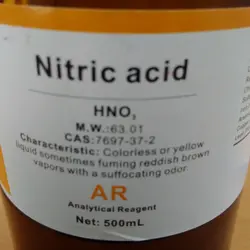 Nitric acid
HNO₃
M.W.:63.01
CAS:7697-37-2
Characteristic: Colorless or yellow
liquid sometimes fuming reddish brown
vapors with a suffocating odor
AR
Analytical Reagent
Net: 500mL